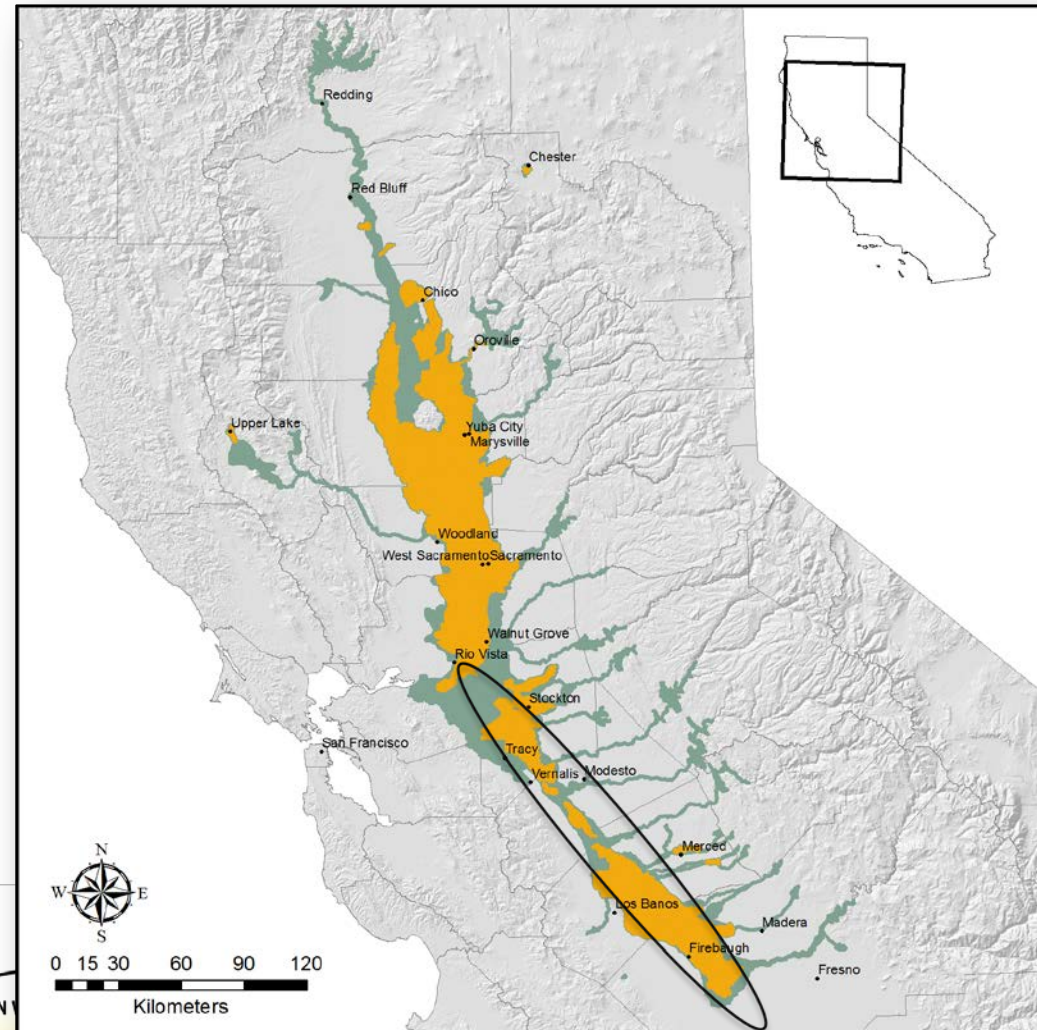 Redding
Chester
Red Bluff
Chico
Oroville
Upper Lake
Yuba City
Marysville
Woodland
West Sacramento
Sacramento
Walnut Grove
Rio Vista
Stockton
San Francisco
Tracy
Vernalis
Modesto
Merced
Los Banos
Madera
Firebaugh
Fresno
N
W
E
S
0 15 30 60 90 120
Kilometers